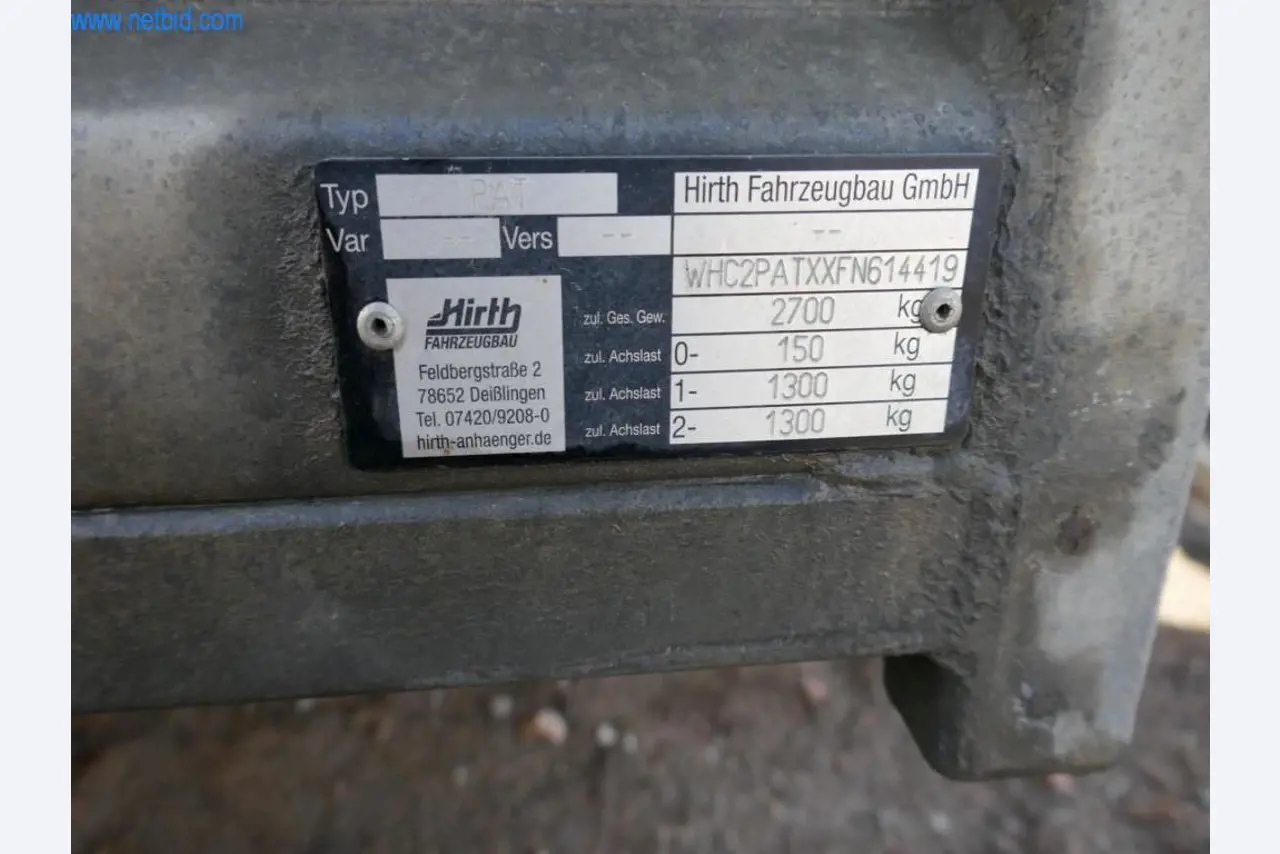 www.netbid.com
Typ PAT Hirth Fahrzeugbau GmbH
Var -- Vers -- --
WHC2PATXXFN614419
Hirth
FAHRZEUGBAU
Feldbergstraße 2
78652 Deißlingen
Tel. 07420/9208-0
hirth-anhaenger.de
zul. Ges. Gew. 2700 kg
zul. Achslast 0- 150 kg
zul. Achslast 1- 1300 kg
zul. Achslast 2- 1300 kg